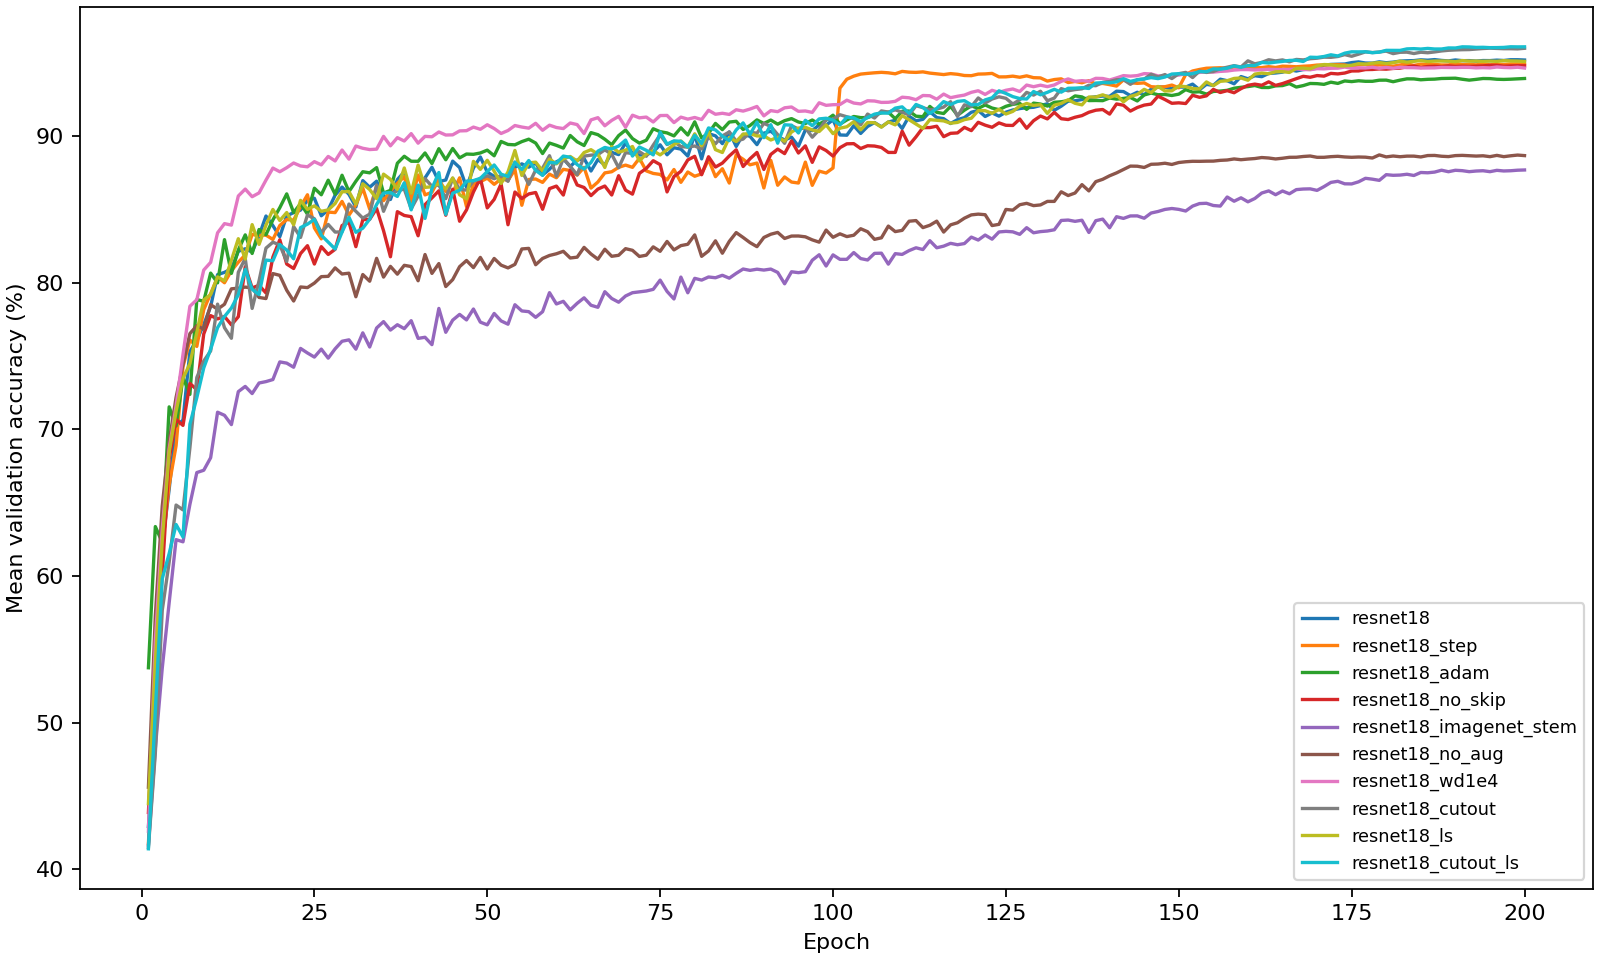 Mean validation accuracy (%)
90
80
70
60
50
40
0 25 50 75 100 125 150 175 200
Epoch
resnet18
resnet18_step
resnet18_adam
resnet18_no_skip
resnet18_imagenet_stem
resnet18_no_aug
resnet18_wd1e4
resnet18_cutout
resnet18_ls
resnet18_cutout_ls